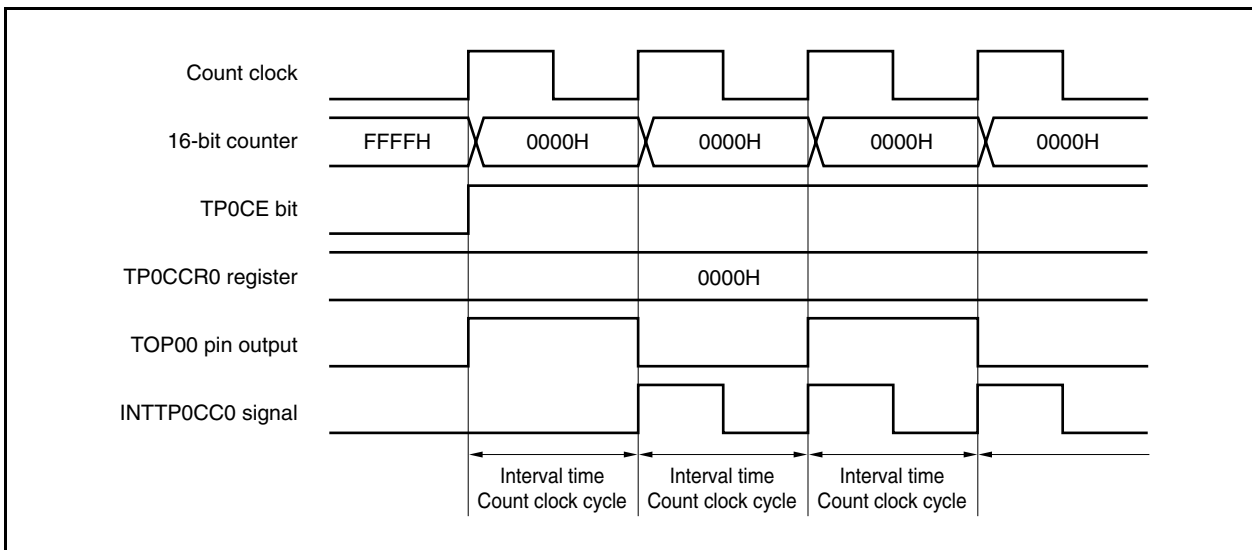 Count clock
16-bit counter
FFFFH
0000H
0000H
0000H
0000H
TP0CE bit
TP0CCR0 register
0000H
TOP00 pin output
INTTP0CC0 signal
Interval time
Count clock cycle
Interval time
Count clock cycle
Interval time
Count clock cycle